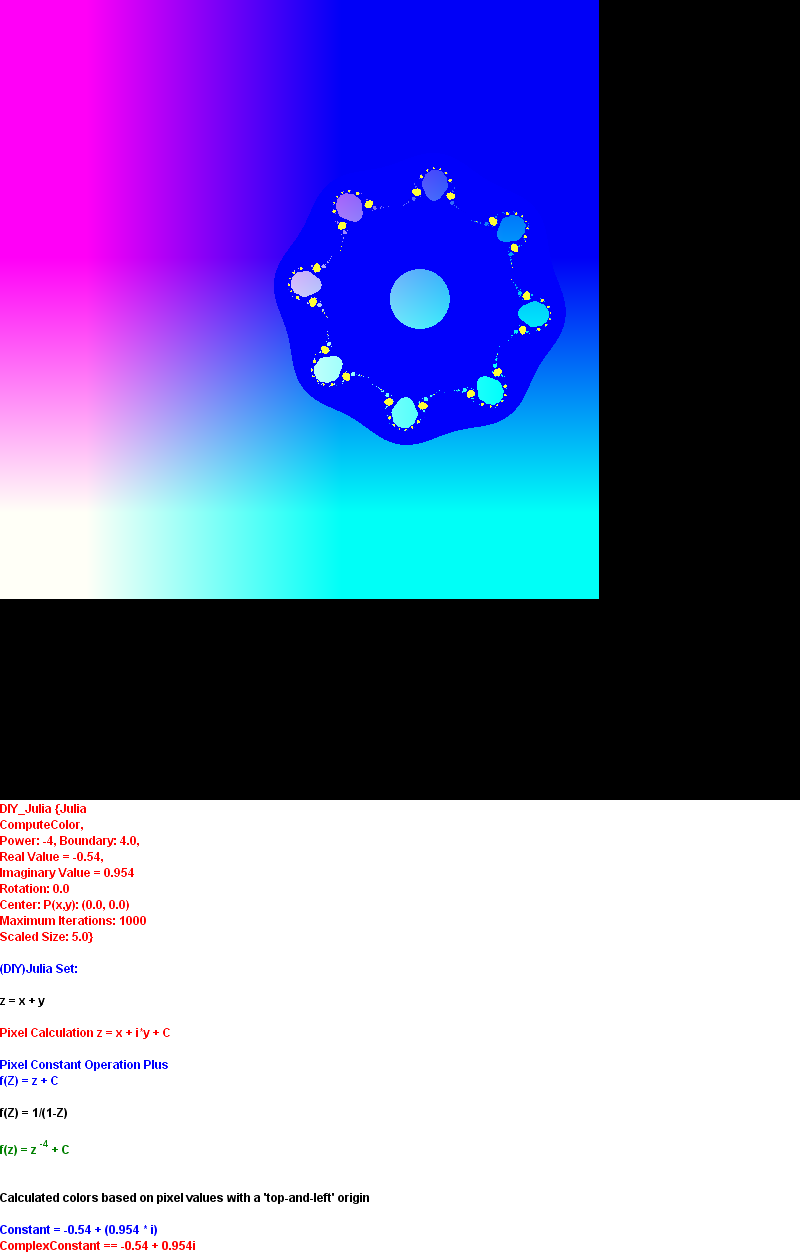 DIY_Julia {Julia
ComputeColor,
Power: -4, Boundary: 4.0,
Real Value = -0.54,
Imaginary Value = 0.954
Rotation: 0.0
Center: P(x,y): (0.0, 0.0)
Maximum Iterations: 1000
Scaled Size: 5.0}
(DIY)Julia Set:
z = x + y
Pixel Calculation z = x + i*y + C
Pixel Constant Operation Plus
f(Z) = z + C
f(Z) = 1/(1-Z)
f(z) = z -4 + C
Calculated colors based on pixel values with a 'top-and-left' origin
Constant = -0.54 + (0.954 * i)
ComplexConstant == -0.54 + 0.954i